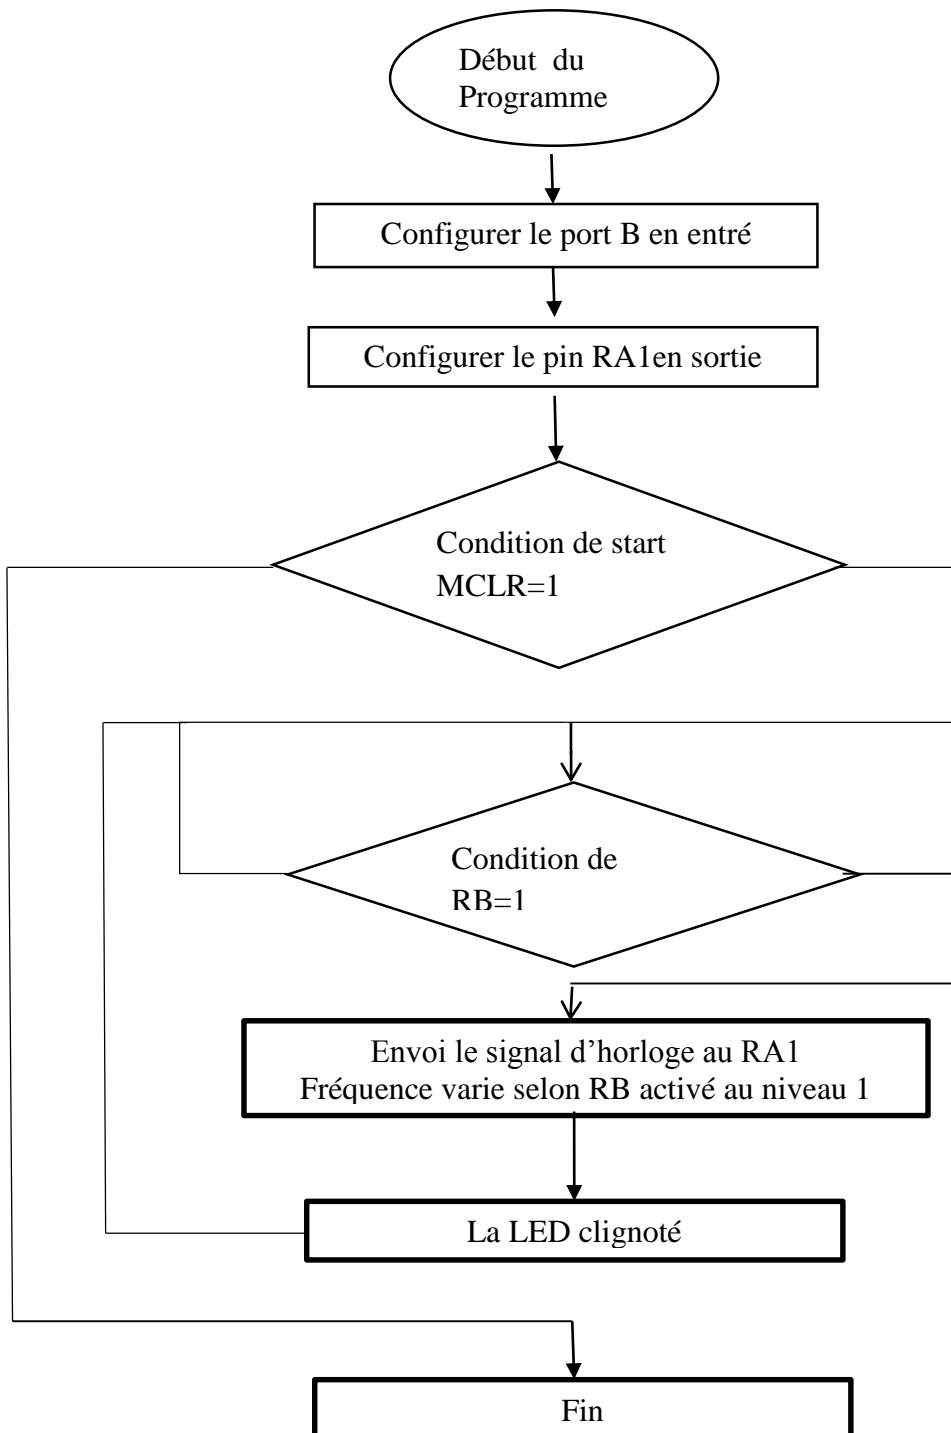 Début du
Programme
Configurer le port B en entré
Configurer le pin RA1en sortie
Condition de start
MCLR=1
Condition de
RB=1
Envoi le signal d’horloge au RA1
Fréquence varie selon RB activé au niveau 1
La LED clignoté
Fin